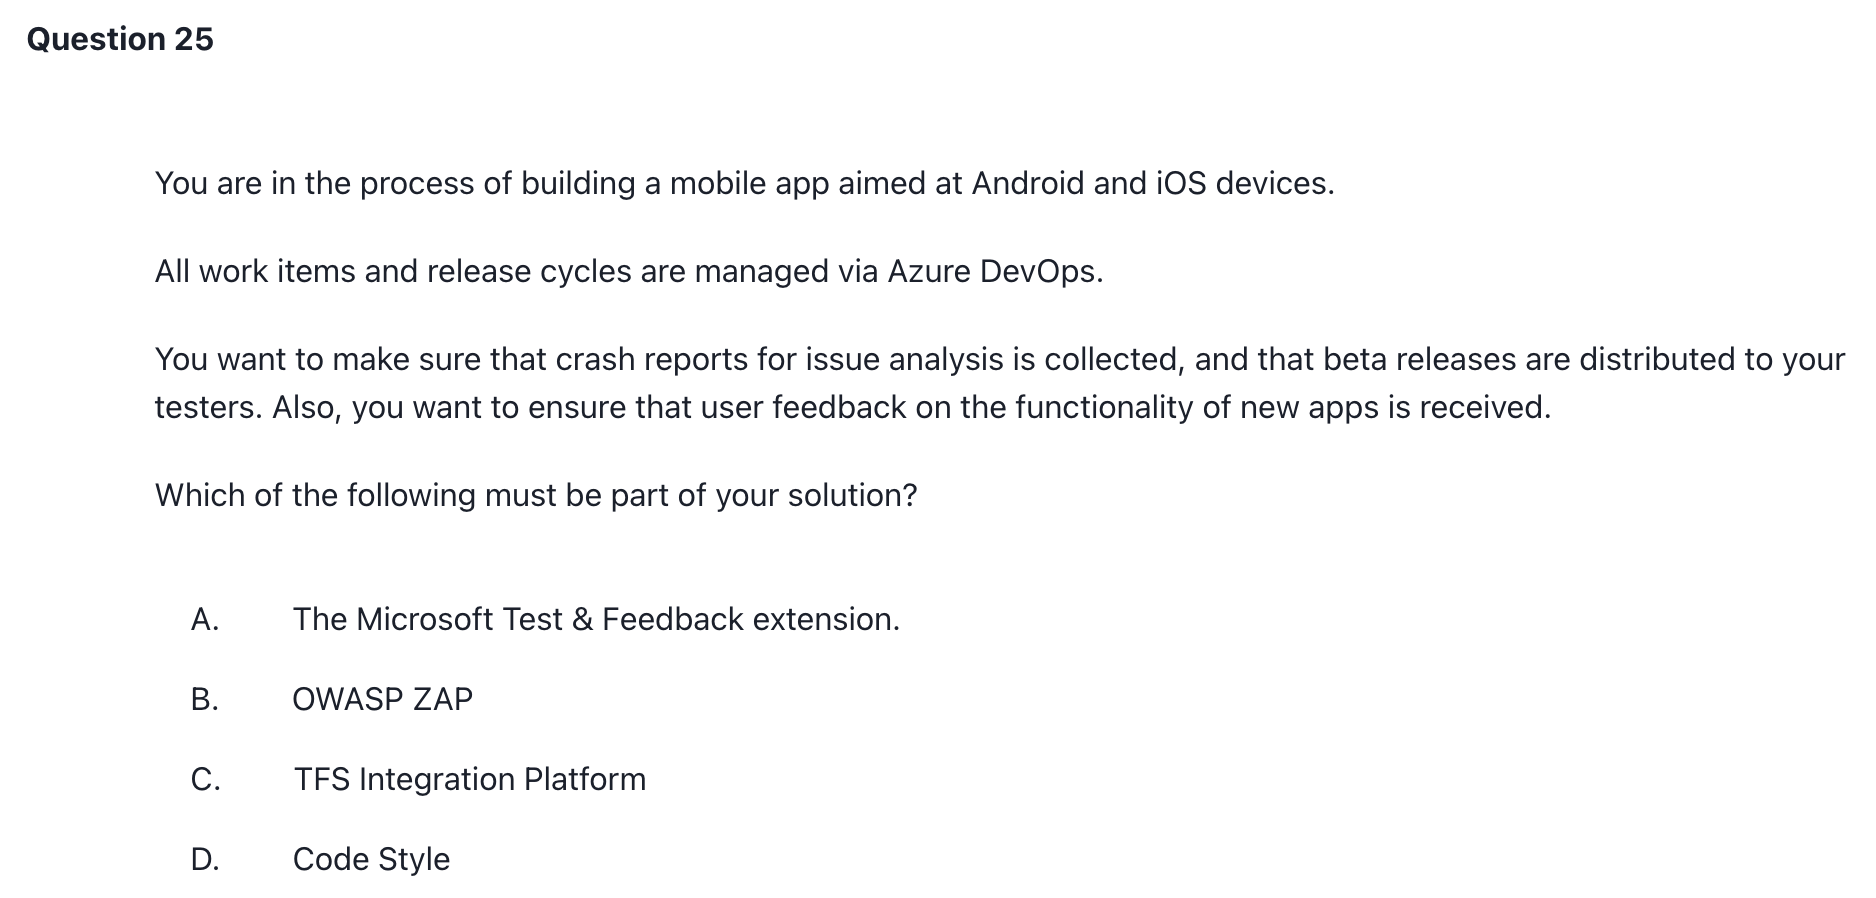 Question 25
You are in the process of building a mobile app aimed at Android and iOS devices.
All work items and release cycles are managed via Azure DevOps.
You want to make sure that crash reports for issue analysis is collected, and that beta releases are distributed to your
testers. Also, you want to ensure that user feedback on the functionality of new apps is received.
Which of the following must be part of your solution?
A. The Microsoft Test & Feedback extension.
B. OWASP ZAP
C. TFS Integration Platform
D. Code Style